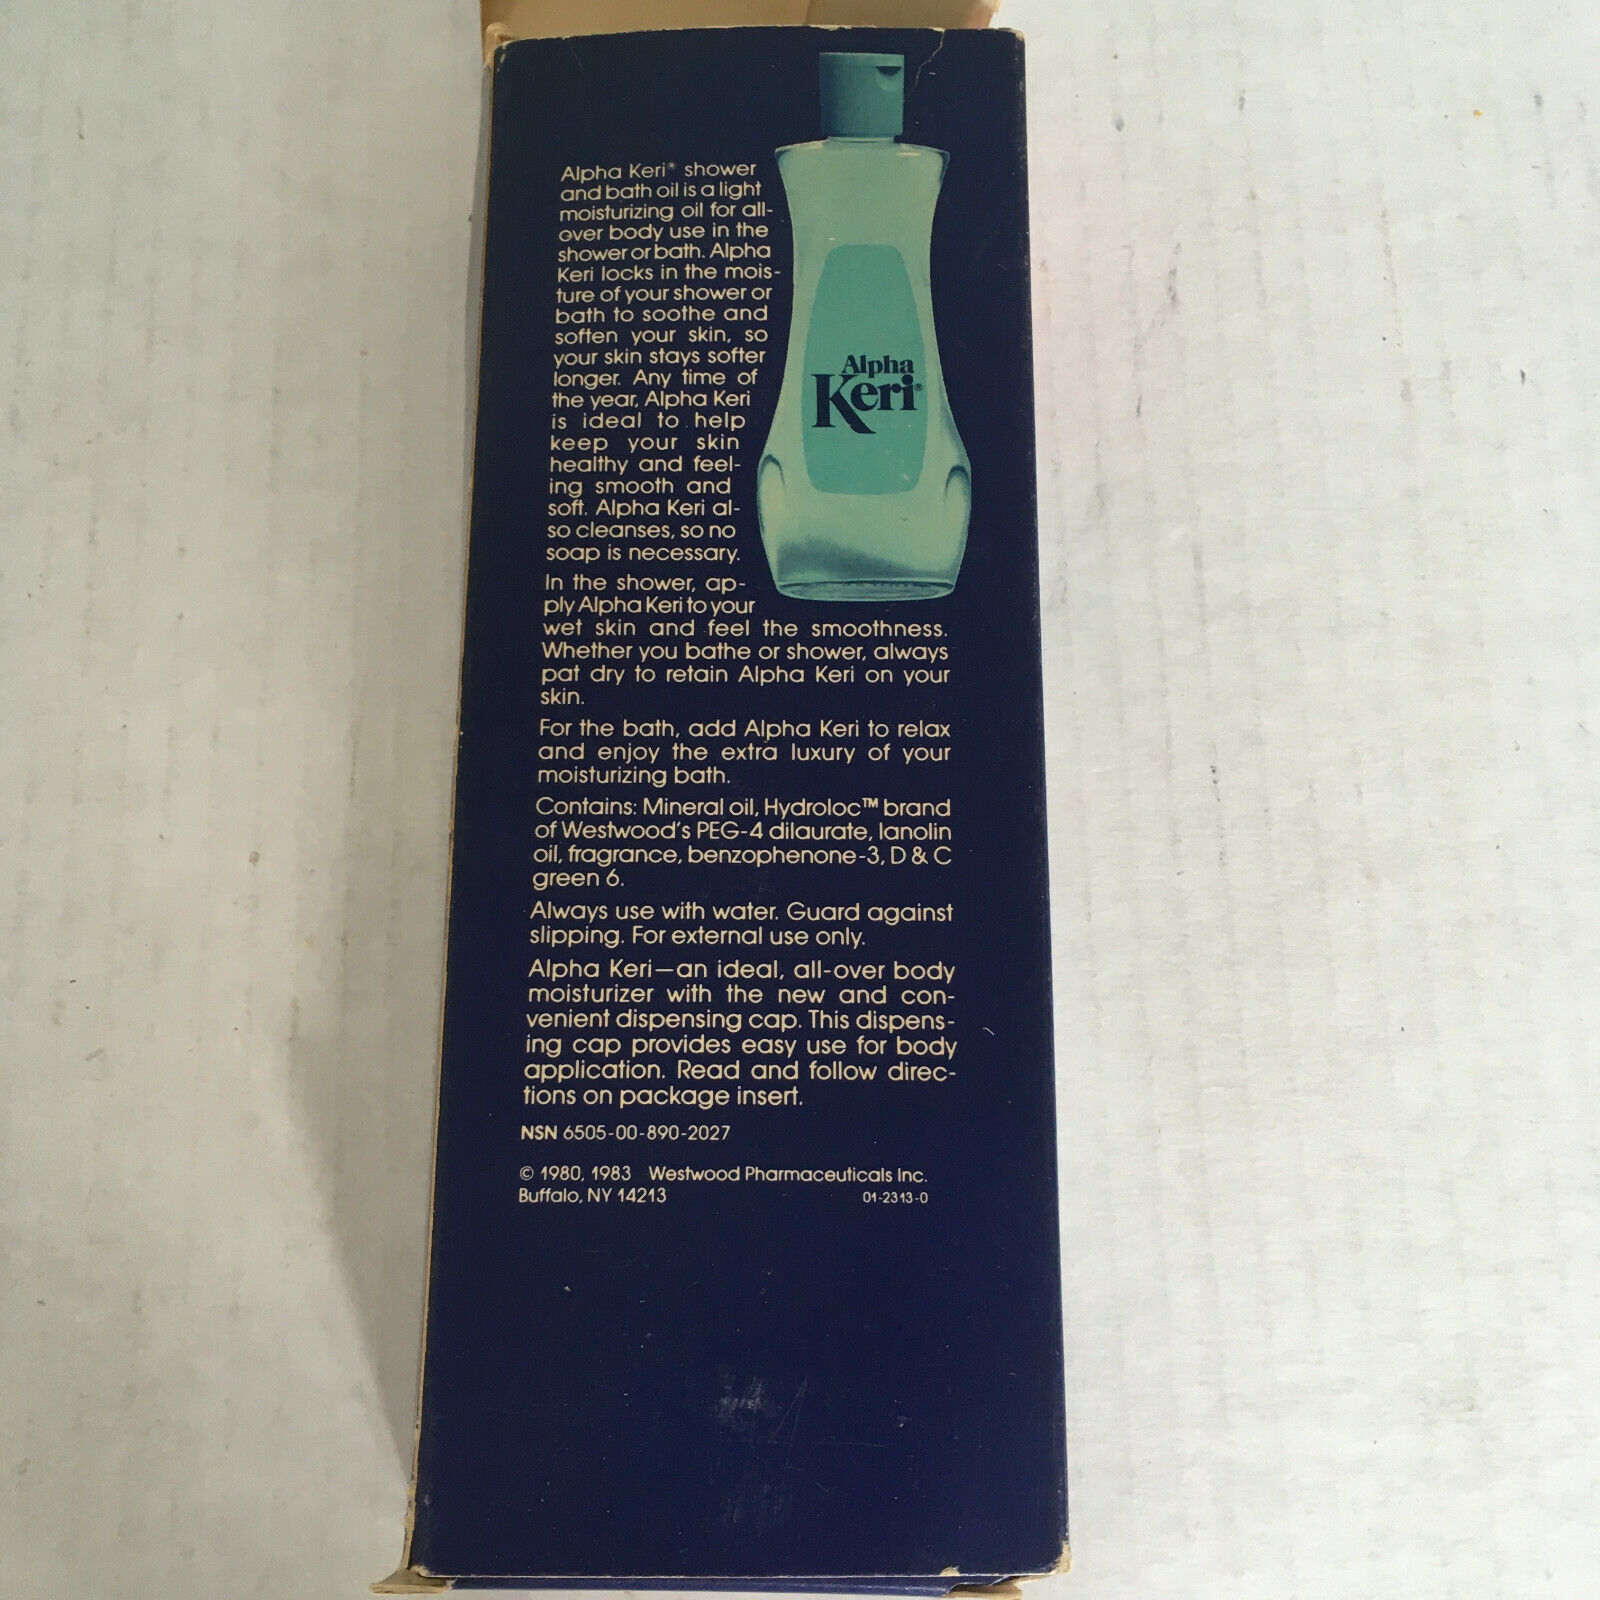 Alpha Keri® shower
and bath oil is a light
moisturizing oil for all-
over body use in the
shower or bath. Alpha
Keri locks in the mois-
ture of your shower or
bath to soothe and
soften your skin, so
your skin stays softer
longer. Any time of
the year, Alpha Keri
is ideal to help
keep your skin
healthy and feel-
ing smooth and
soft. Alpha Keri al-
so cleanses, so no
soap is necessary.
In the shower, ap-
ply Alpha Keri to your
wet skin and feel the smoothness.
Whether you bathe or shower, always
pat dry to retain Alpha Keri on your
skin.
For the bath, add Alpha Keri to relax
and enjoy the extra luxury of your
moisturizing bath.
Contains: Mineral oil, Hydroloc™ brand
of Westwood's PEG-4 dilaurate, lanolin
oil, fragrance, benzophenone-3, D & C
green 6.
Always use with water. Guard against
slipping. For external use only.
Alpha Keri—an ideal, all-over body
moisturizer with the new and con-
venient dispensing cap. This dispens-
ing cap provides easy use for body
application. Read and follow direc-
tions on package insert.
NSN 6505-00-890-2027
© 1980, 1983 Westwood Pharmaceuticals Inc.
Buffalo, NY 14213 01-2313-0
Alpha
Keri®